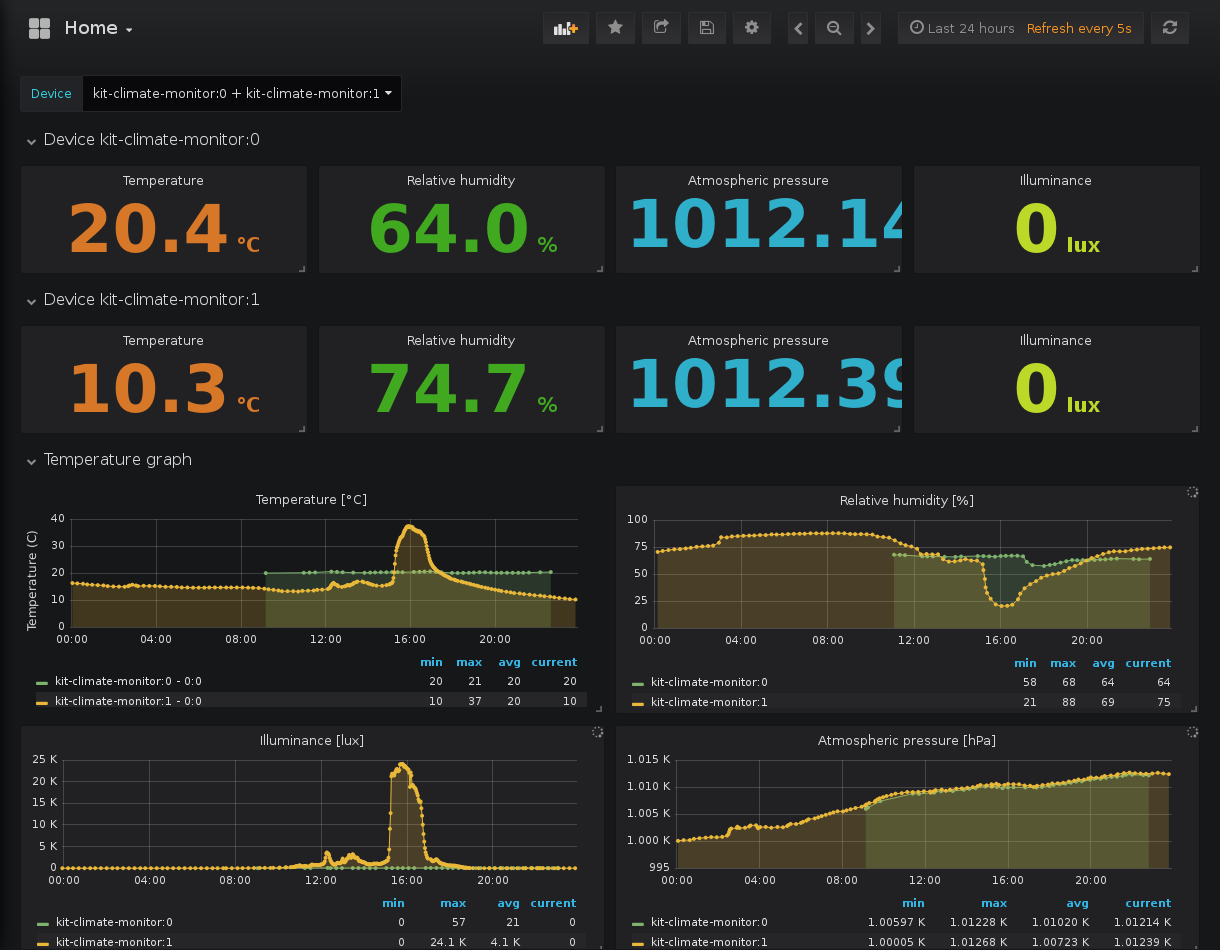 Home
Last 24 hours Refresh every 5s
Device kit-climate-monitor:0 + kit-climate-monitor:1
Device kit-climate-monitor:0
Temperature Relative humidity Atmospheric pressure Illuminance
20.4 °C 64.0 % 1012.14 0 lux
Device kit-climate-monitor:1
Temperature Relative humidity Atmospheric pressure Illuminance
10.3 °C 74.7 % 1012.39 0 lux
Temperature graph
Temperature [°C]
Temperature (C)
40
30
20
10
0
00:00 04:00 08:00 12:00 16:00 20:00
min max avg current
kit-climate-monitor:0 - 0:0 20 21 20 20
kit-climate-monitor:1 - 0:0 10 37 20 10
Relative humidity [%]
100
75
50
25
0
00:00 04:00 08:00 12:00 16:00 20:00
min max avg current
kit-climate-monitor:0 58 68 64 64
kit-climate-monitor:1 21 88 69 75
Illuminance [lux]
25 K
20 K
15 K
10 K
5 K
0
00:00 04:00 08:00 12:00 16:00 20:00
min max avg current
kit-climate-monitor:0 0 57 21 0
kit-climate-monitor:1 0 24.1 K 4.1 K 0
Atmospheric pressure [hPa]
1.015 K
1.010 K
1.005 K
1.000 K
995
00:00 04:00 08:00 12:00 16:00 20:00
min max avg current
kit-climate-monitor:0 1.00597 K 1.01228 K 1.01020 K 1.01214 K
kit-climate-monitor:1 1.00005 K 1.01268 K 1.00723 K 1.01239 K